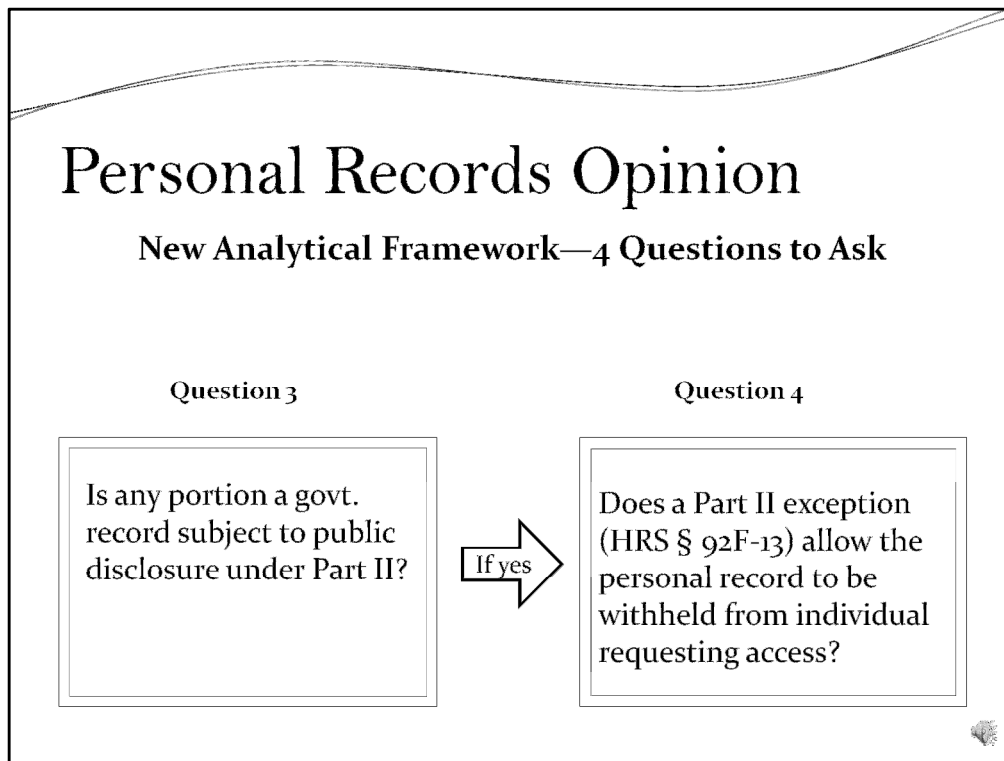 Personal Records Opinion
New Analytical Framework—4 Questions to Ask
Question 3
Is any portion a govt.
record subject to public
disclosure under Part II?
If yes
Question 4
Does a Part II exception
(HRS § 92F-13) allow the
personal record to be
withheld from individual
requesting access?